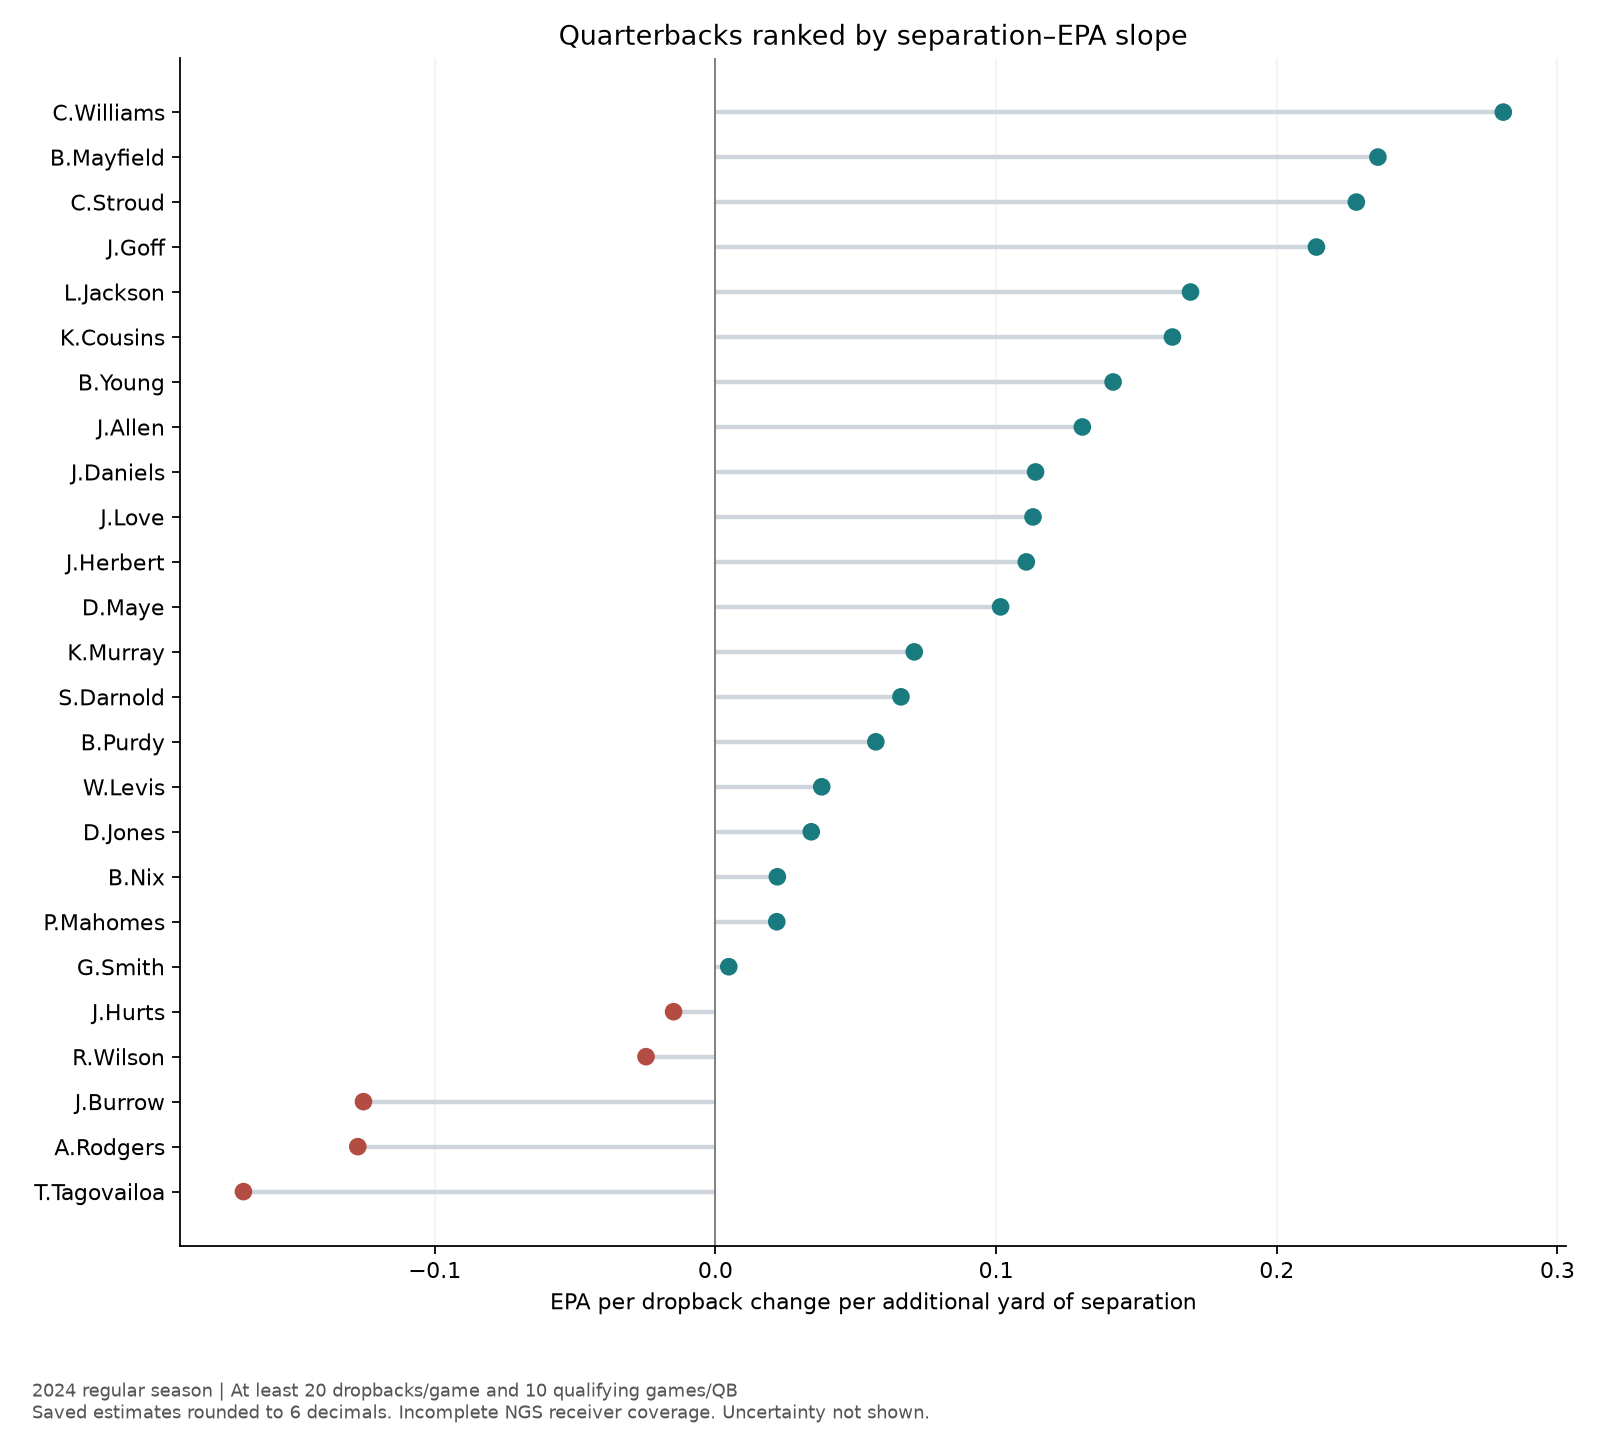 Quarterbacks ranked by separation–EPA slope
C.Williams
B.Mayfield
C.Stroud
J.Goff
L.Jackson
K.Cousins
B.Young
J.Allen
J.Daniels
J.Love
J.Herbert
D.Maye
K.Murray
S.Darnold
B.Purdy
W.Levis
D.Jones
B.Nix
P.Mahomes
G.Smith
J.Hurts
R.Wilson
J.Burrow
A.Rodgers
T.Tagovailoa
−0.1 0.0 0.1 0.2 0.3
EPA per dropback change per additional yard of separation
2024 regular season | At least 20 dropbacks/game and 10 qualifying games/QB
Saved estimates rounded to 6 decimals. Incomplete NGS receiver coverage. Uncertainty not shown.